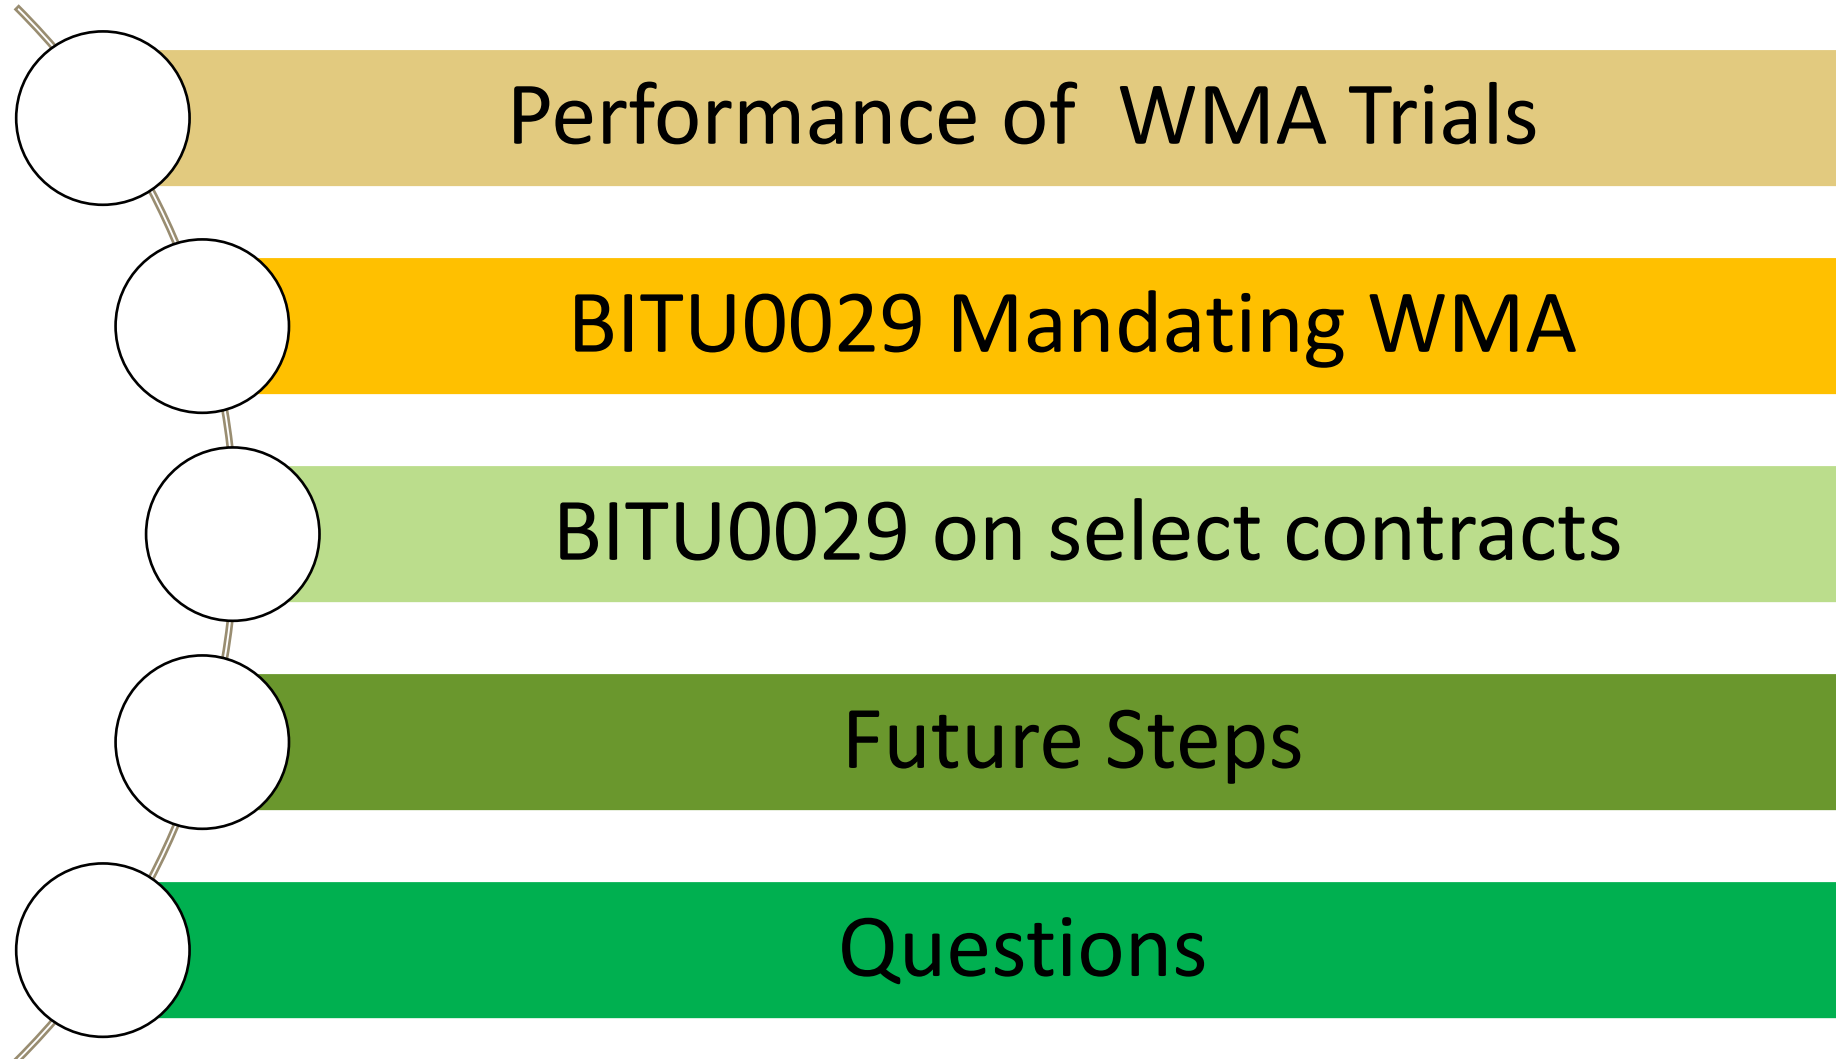 Performance of  WMA Trials
BITU0029 Mandating WMA
BITU0029 on select contracts
Future Steps
Questions